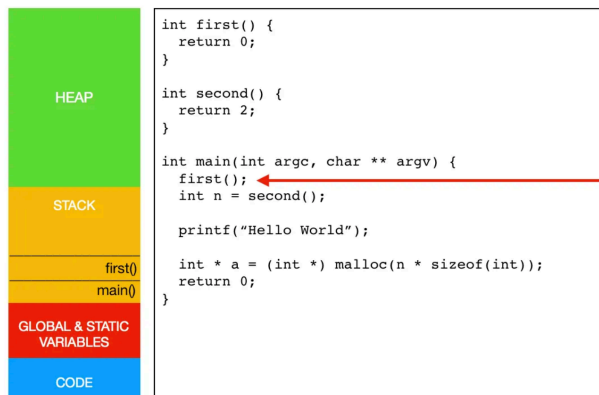 HEAP
STACK
first()
main()
GLOBAL & STATIC
VARIABLES
CODE
int first() {
  return 0;
}
int second() {
  return 2;
}
int main(int argc, char ** argv) {
  first();
  int n = second();
  printf(“Hello World”);
  int * a = (int *) malloc(n * sizeof(int));
  return 0;
}